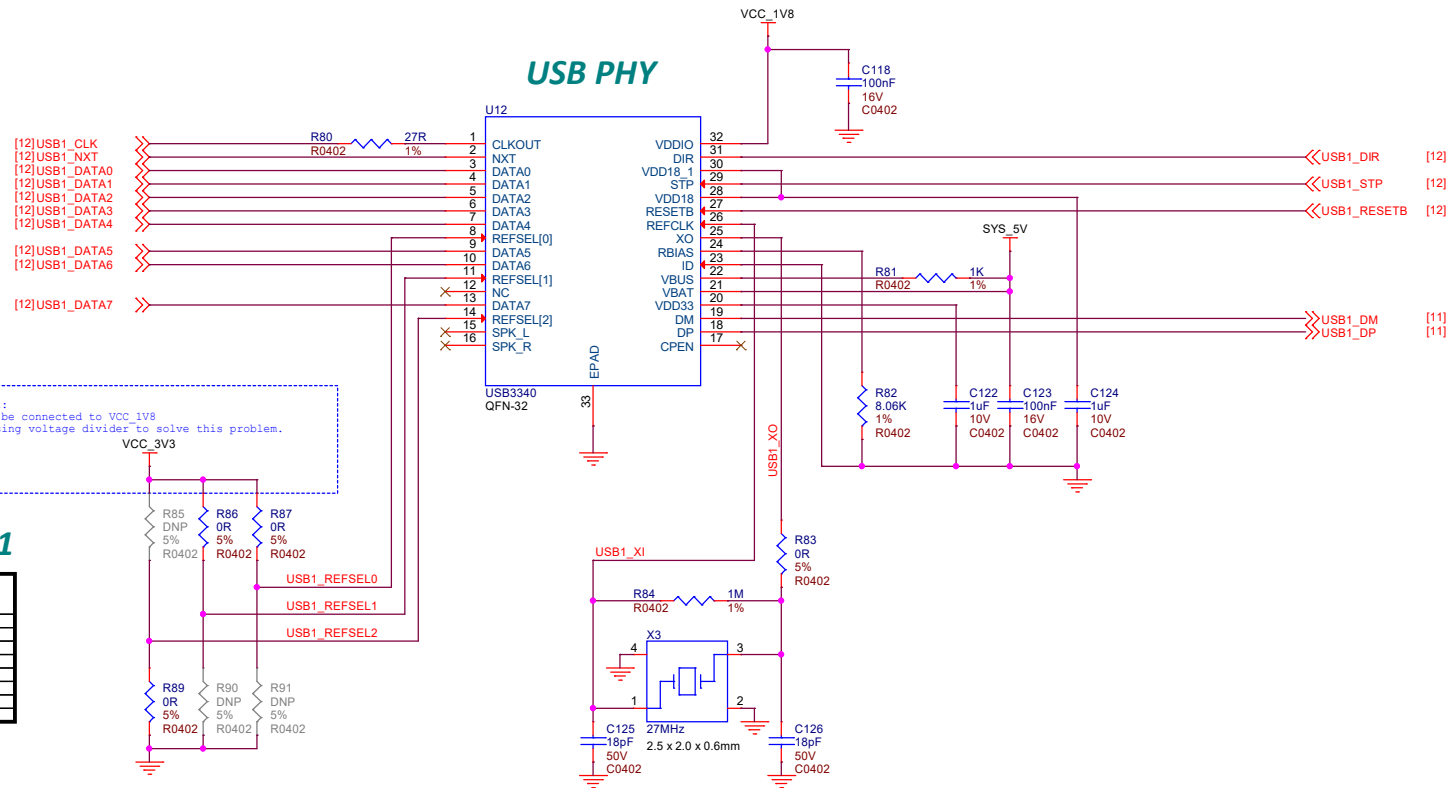 VCC_1V8
USB PHY
C118
100nF
16V
C0402
U12
[12] USB1_CLK
[12] USB1_NXT
[12] USB1_DATA0
[12] USB1_DATA1
[12] USB1_DATA2
[12] USB1_DATA3
[12] USB1_DATA4
[12] USB1_DATA5
[12] USB1_DATA6
[12] USB1_DATA7
R80 27R
R0402 1%
1 CLKOUT
2 NXT
3 DATA0
4 DATA1
5 DATA2
6 DATA3
7 DATA4
8 REFSEL[0]
9 DATA5
10 DATA6
11 REFSEL[1]
12 NC
13 DATA7
14 REFSEL[2]
15 SPK_L
16 SPK_R
VDDIO 32
DIR 31
VDD18_1 30
STP 29
VDD18 28
RESETB 27
REFCLK 26
XO 25
RBIAS 24
ID 23
VBUS 22
VBAT 21
VDD33 20
DM 19
DP 18
CPEN 17
EPAD
33
USB3340
QFN-32
USB1_DIR [12]
USB1_STP [12]
USB1_RESETB [12]
SYS_5V
R81 1K
R0402 1%
USB1_DM [11]
USB1_DP [11]
R82
8.06K
1%
R0402
C122
1uF
10V
C0402
C123
100nF
16V
C0402
C124
1uF
10V
C0402
:
be connected to VCC_1V8
sing voltage divider to solve this problem.
VCC_3V3
R85
DNP
5%
R0402
R86
0R
5%
R0402
R87
0R
5%
R0402
1
USB1_REFSEL0
USB1_REFSEL1
USB1_REFSEL2
R89
0R
5%
R0402
R90
DNP
5%
R0402
R91
DNP
5%
R0402
USB1_XO
USB1_XI
R83
0R
5%
R0402
R84 1M
R0402 1%
X3
4
3
1
2
27MHz
2.5 x 2.0 x 0.6mm
C125
18pF
50V
C0402
C126
18pF
50V
C0402